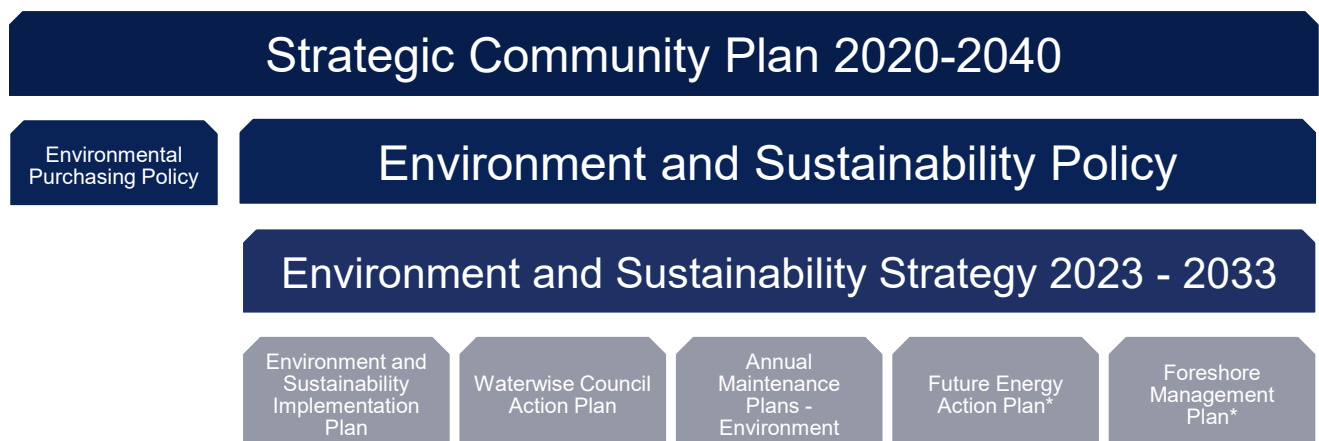 Strategic Community Plan 2020-2040
Environmental
Purchasing Policy
Environment and Sustainability Policy
Environment and Sustainability Strategy 2023 - 2033
Environment and
Sustainability
Implementation
Plan
Waterwise Council
Action Plan
Annual
Maintenance
Plans -
Environment
Future Energy
Action Plan*
Foreshore
Management
Plan*